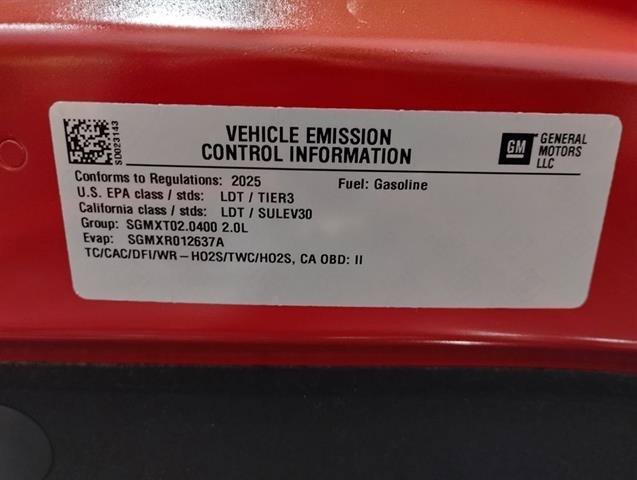 SD023143
VEHICLE EMISSION
CONTROL INFORMATION
GM
GENERAL
MOTORS
LLC
Conforms to Regulations: 2025 Fuel: Gasoline
U.S. EPA class / stds: LDT / TIER3
California class / stds: LDT / SULEV30
Group: SGMXT02.0400 2.0L
Evap: SGMXR012637A
TC/CAC/DFI/WR-HO2S/TWC/HO2S, CA OBD: II